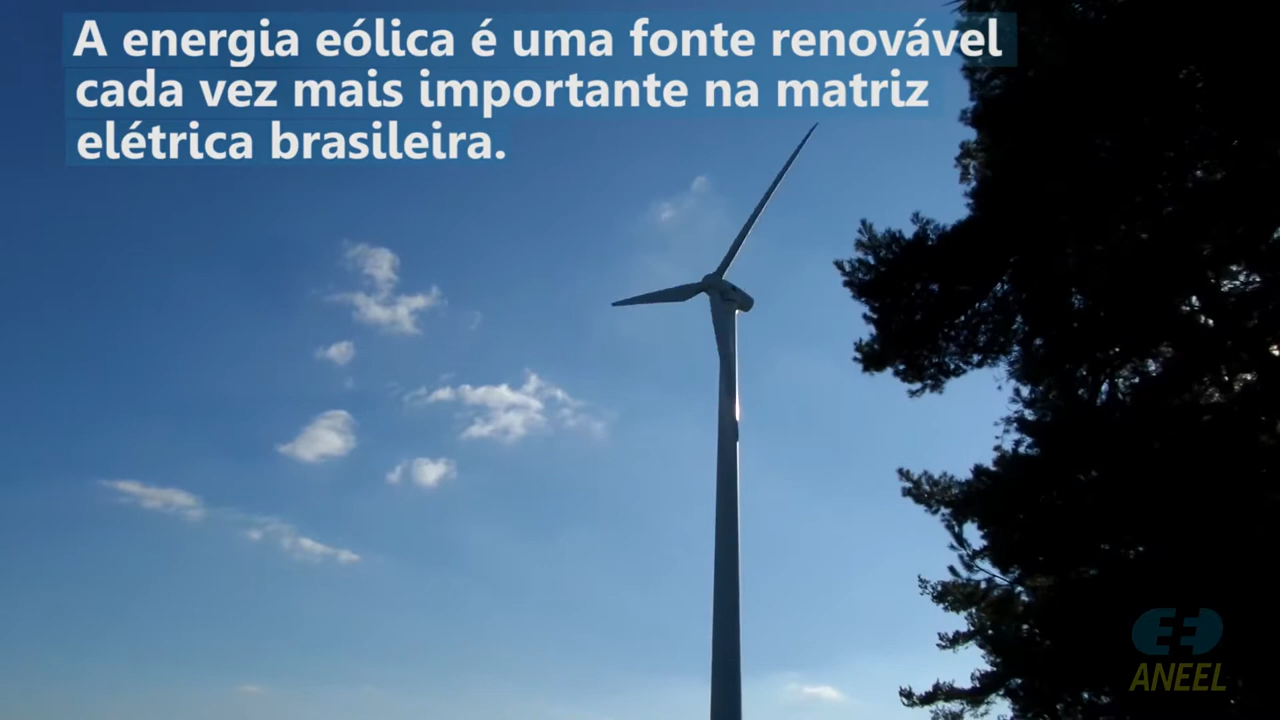 A energia eólica é uma fonte renovável
cada vez mais importante na matriz
elétrica brasileira.
ANEEL